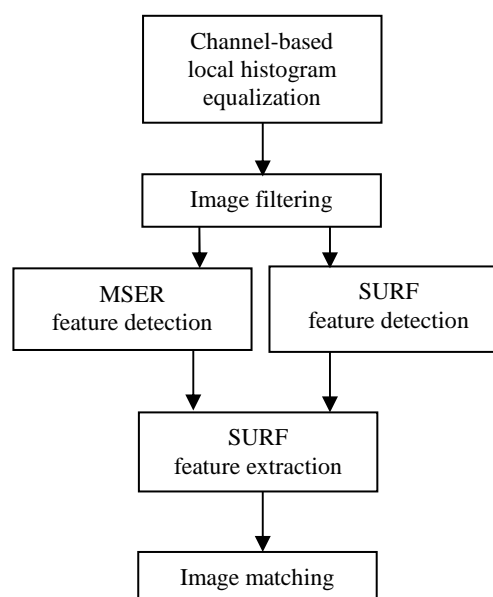 Channel-based
local histogram
equalization
Image filtering
MSER
feature detection
SURF
feature detection
SURF
feature extraction
Image matching